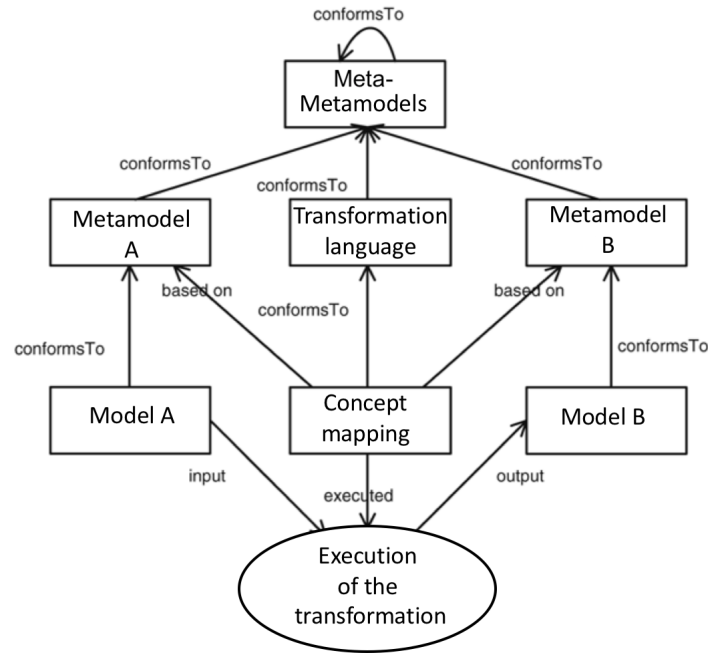 conformsTo
Meta-
Metamodels
conformsTo
conformsTo
conformsTo
Metamodel
A
Transformation
language
Metamodel
B
based on
based on
conformsTo
conformsTo
conformsTo
Model A
Concept
mapping
Model B
input
executed
output
Execution
of the
transformation